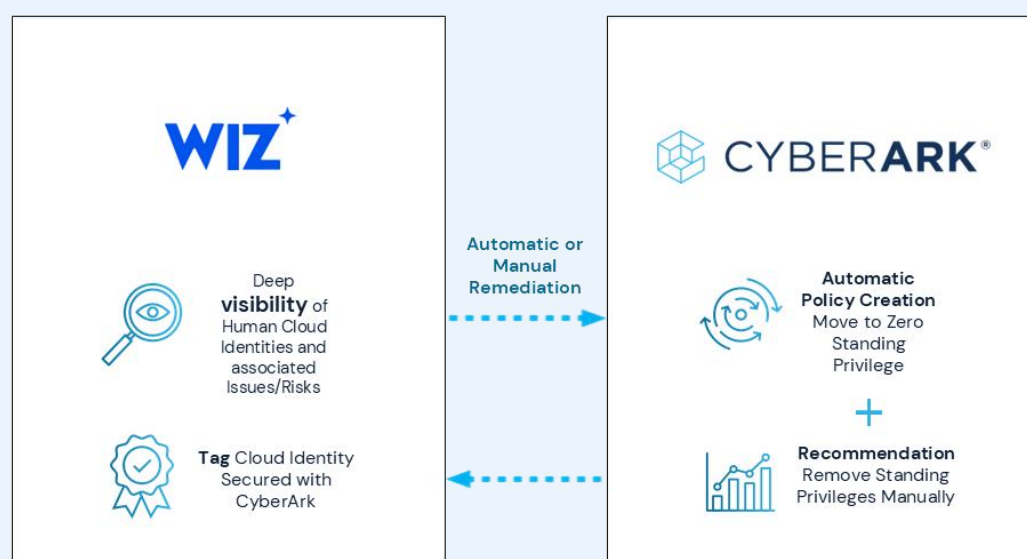 WIZ
Deep
visibility of
Human Cloud
Identities and
associated
Issues/Risks
Tag Cloud Identity
Secured with
CyberArk
Automatic or
Manual
Remediation
CYBERARK®
Automatic
Policy Creation
Move to Zero
Standing
Privilege
+
Recommendation
Remove Standing
Privileges Manually